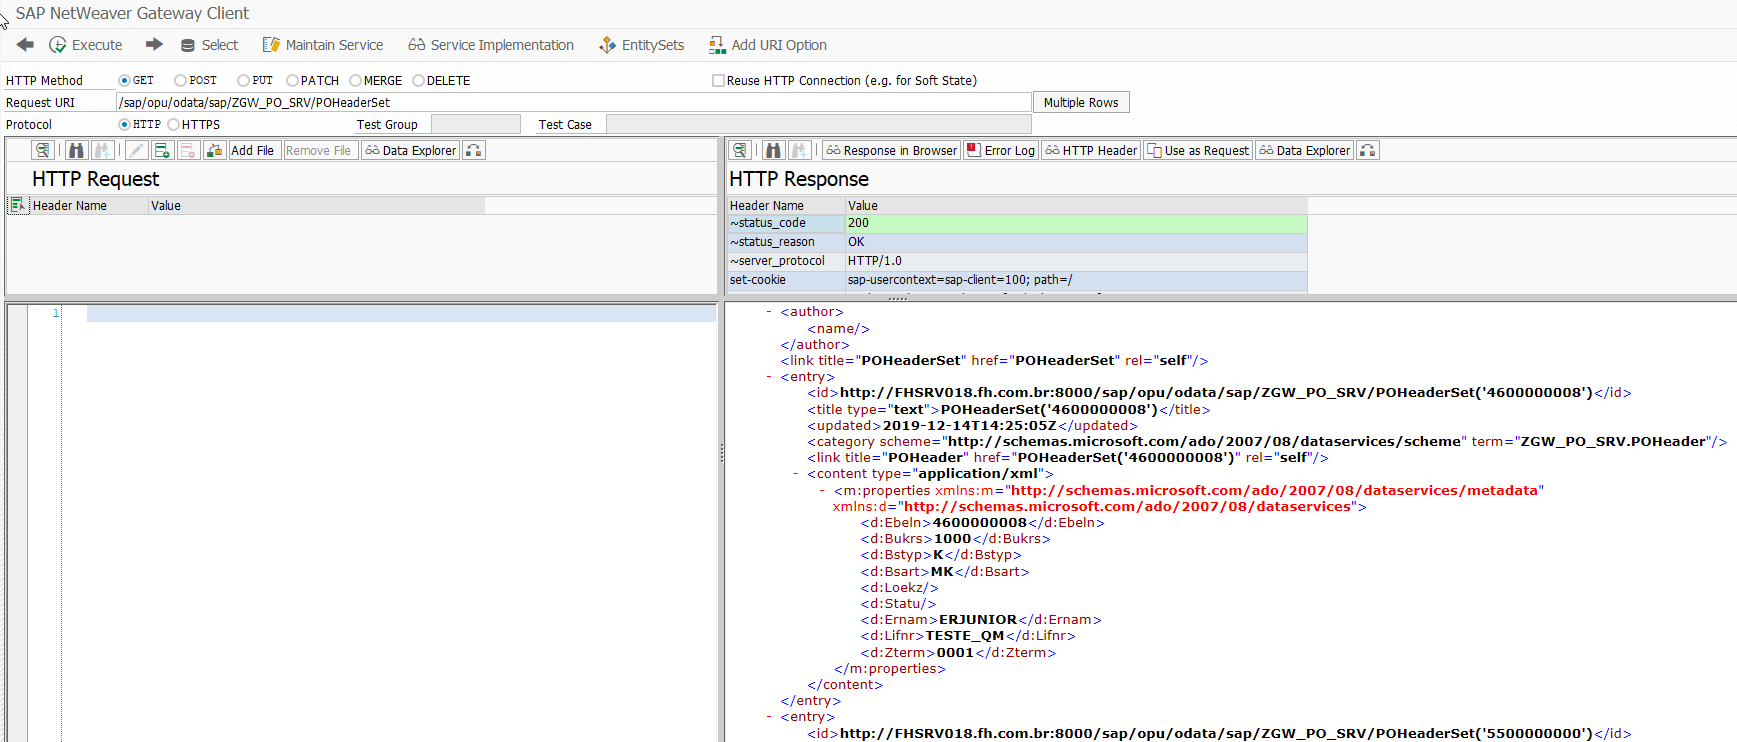 SAP NetWeaver Gateway Client
Execute Select Maintain Service Service Implementation EntitySets Add URI Option
HTTP Method GET POST PUT PATCH MERGE DELETE Reuse HTTP Connection (e.g. for Soft State)
Request URI /sap/opu/odata/sap/ZGW_PO_SRV/POHeaderSet Multiple Rows
Protocol HTTP HTTPS Test Group Test Case
Add File Remove File Data Explorer
HTTP Request
Header Name Value
1
Response in Browser Error Log HTTP Header Use as Request Data Explorer
HTTP Response
Header Name Value
~status_code 200
~status_reason OK
~server_protocol HTTP/1.0
set-cookie sap-usercontext=sap-client=100; path=/
- <author>
<name/>
</author>
<link title="POHeaderSet" href="POHeaderSet" rel="self"/>
- <entry>
<id>http://FHSRV018.fh.com.br:8000/sap/opu/odata/sap/ZGW_PO_SRV/POHeaderSet('4600000008')</id>
<title type="text">POHeaderSet('4600000008')</title>
<updated>2019-12-14T14:25:05Z</updated>
<category scheme="http://schemas.microsoft.com/ado/2007/08/dataservices/scheme" term="ZGW_PO_SRV.POHeader"/>
<link title="POHeader" href="POHeaderSet('4600000008')" rel="self"/>
- <content type="application/xml">
- <m:properties xmlns:m="http://schemas.microsoft.com/ado/2007/08/dataservices/metadata"
xmlns:d="http://schemas.microsoft.com/ado/2007/08/dataservices">
<d:Ebeln>4600000008</d:Ebeln>
<d:Bukrs>1000</d:Bukrs>
<d:Bstyp>K</d:Bstyp>
<d:Bsart>MK</d:Bsart>
<d:Loekz/>
<d:Statu/>
<d:Ernam>ERJUNIOR</d:Ernam>
<d:Lifnr>TESTE_QM</d:Lifnr>
<d:Zterm>0001</d:Zterm>
</m:properties>
</content>
</entry>
- <entry>
<id>http://FHSRV018.fh.com.br:8000/sap/opu/odata/sap/ZGW_PO_SRV/POHeaderSet('5500000000')</id>